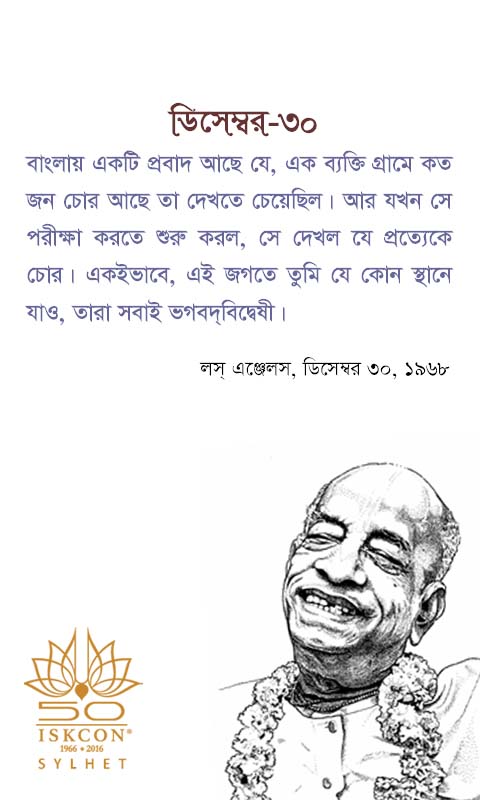 ডিসেম্বর-৩০
বাংলায় একটি প্রবাদ আছে যে, এক ব্যক্তি গ্রামে কত
জন চোর আছে তা দেখতে চেয়েছিল। আর যখন সে
পরীক্ষা করতে শুরু করল, সে দেখল যে প্রত্যেকে
চোর। একইভাবে, এই জগতে তুমি যে কোন স্থানে
যাও, তারা সবাই ভগবদ্‌বিদ্বেষী।
লস্ এঞ্জেলস, ডিসেম্বর ৩০, ১৯৬৮
50
ISKCON®
1966 • 2016
SYLHET